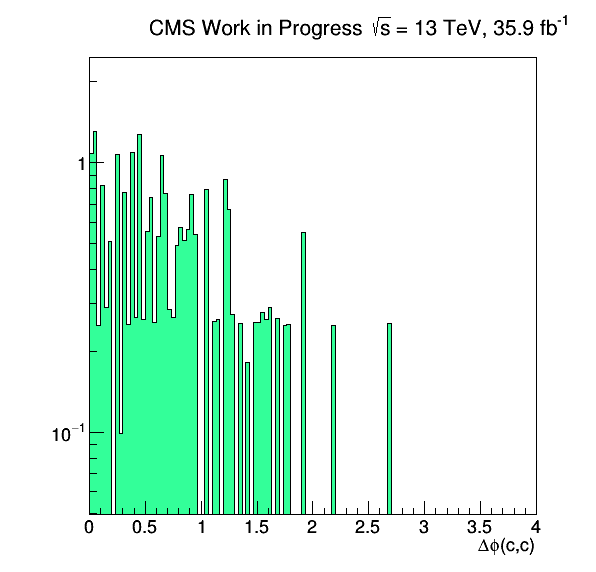 CMS Work in Progress √s = 13 TeV, 35.9 fb⁻¹
1
10⁻¹
0 0.5 1 1.5 2 2.5 3 3.5 4
Δϕ(c,c)